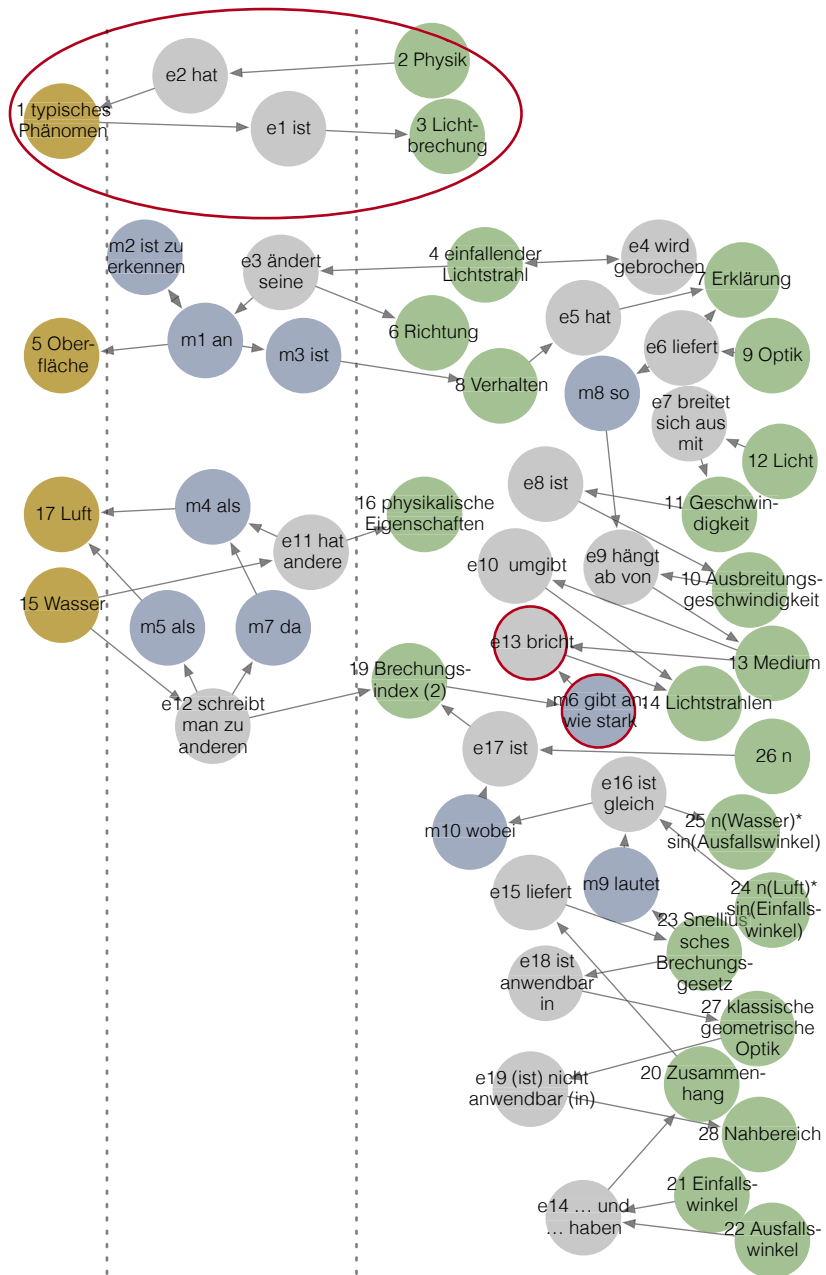 e2 hat
2 Physik
1 typisches
Phänomen
e1 ist
3 Licht-
brechung
m2 ist zu
erkennen
e3 ändert
seine
4 einfallender
Lichtstrahl
e4 wird
gebrochen
7 Erklärung
5 Ober-
fläche
m1 an
m3 ist
6 Richtung
e5 hat
e6 liefert
9 Optik
8 Verhalten
m8 so
e7 breitet
sich aus
mit
12 Licht
17 Luft
m4 als
16 physikalische
Eigenschaften
e8 ist
11 Geschwin-
digkeit
e11 hat
andere
e10 umgibt
e9 hängt
ab von
10 Ausbreitungs-
geschwindigkeit
15 Wasser
m5 als
m7 da
e13 bricht
13 Medium
19 Brechungs-
index (2)
e12 schreibt
man zu
anderen
m6 gibt an
wie stark
14 Lichtstrahlen
e17 ist
26 n
e16 ist
gleich
m10 wobei
25 n(Wasser)*
sin(Ausfallswinkel)
e15 liefert
m9 lautet
24 n(Luft)*
sin(Einfalls-
winkel)
23 Snellius'
sches
Brechungs-
gesetz
e18 ist
anwendbar
in
27 klassische
geometrische
Optik
e19 (ist) nicht
anwendbar (in)
20 Zusammen-
hang
28 Nahbereich
e14 … und
… haben
21 Einfalls-
winkel
22 Ausfalls-
winkel